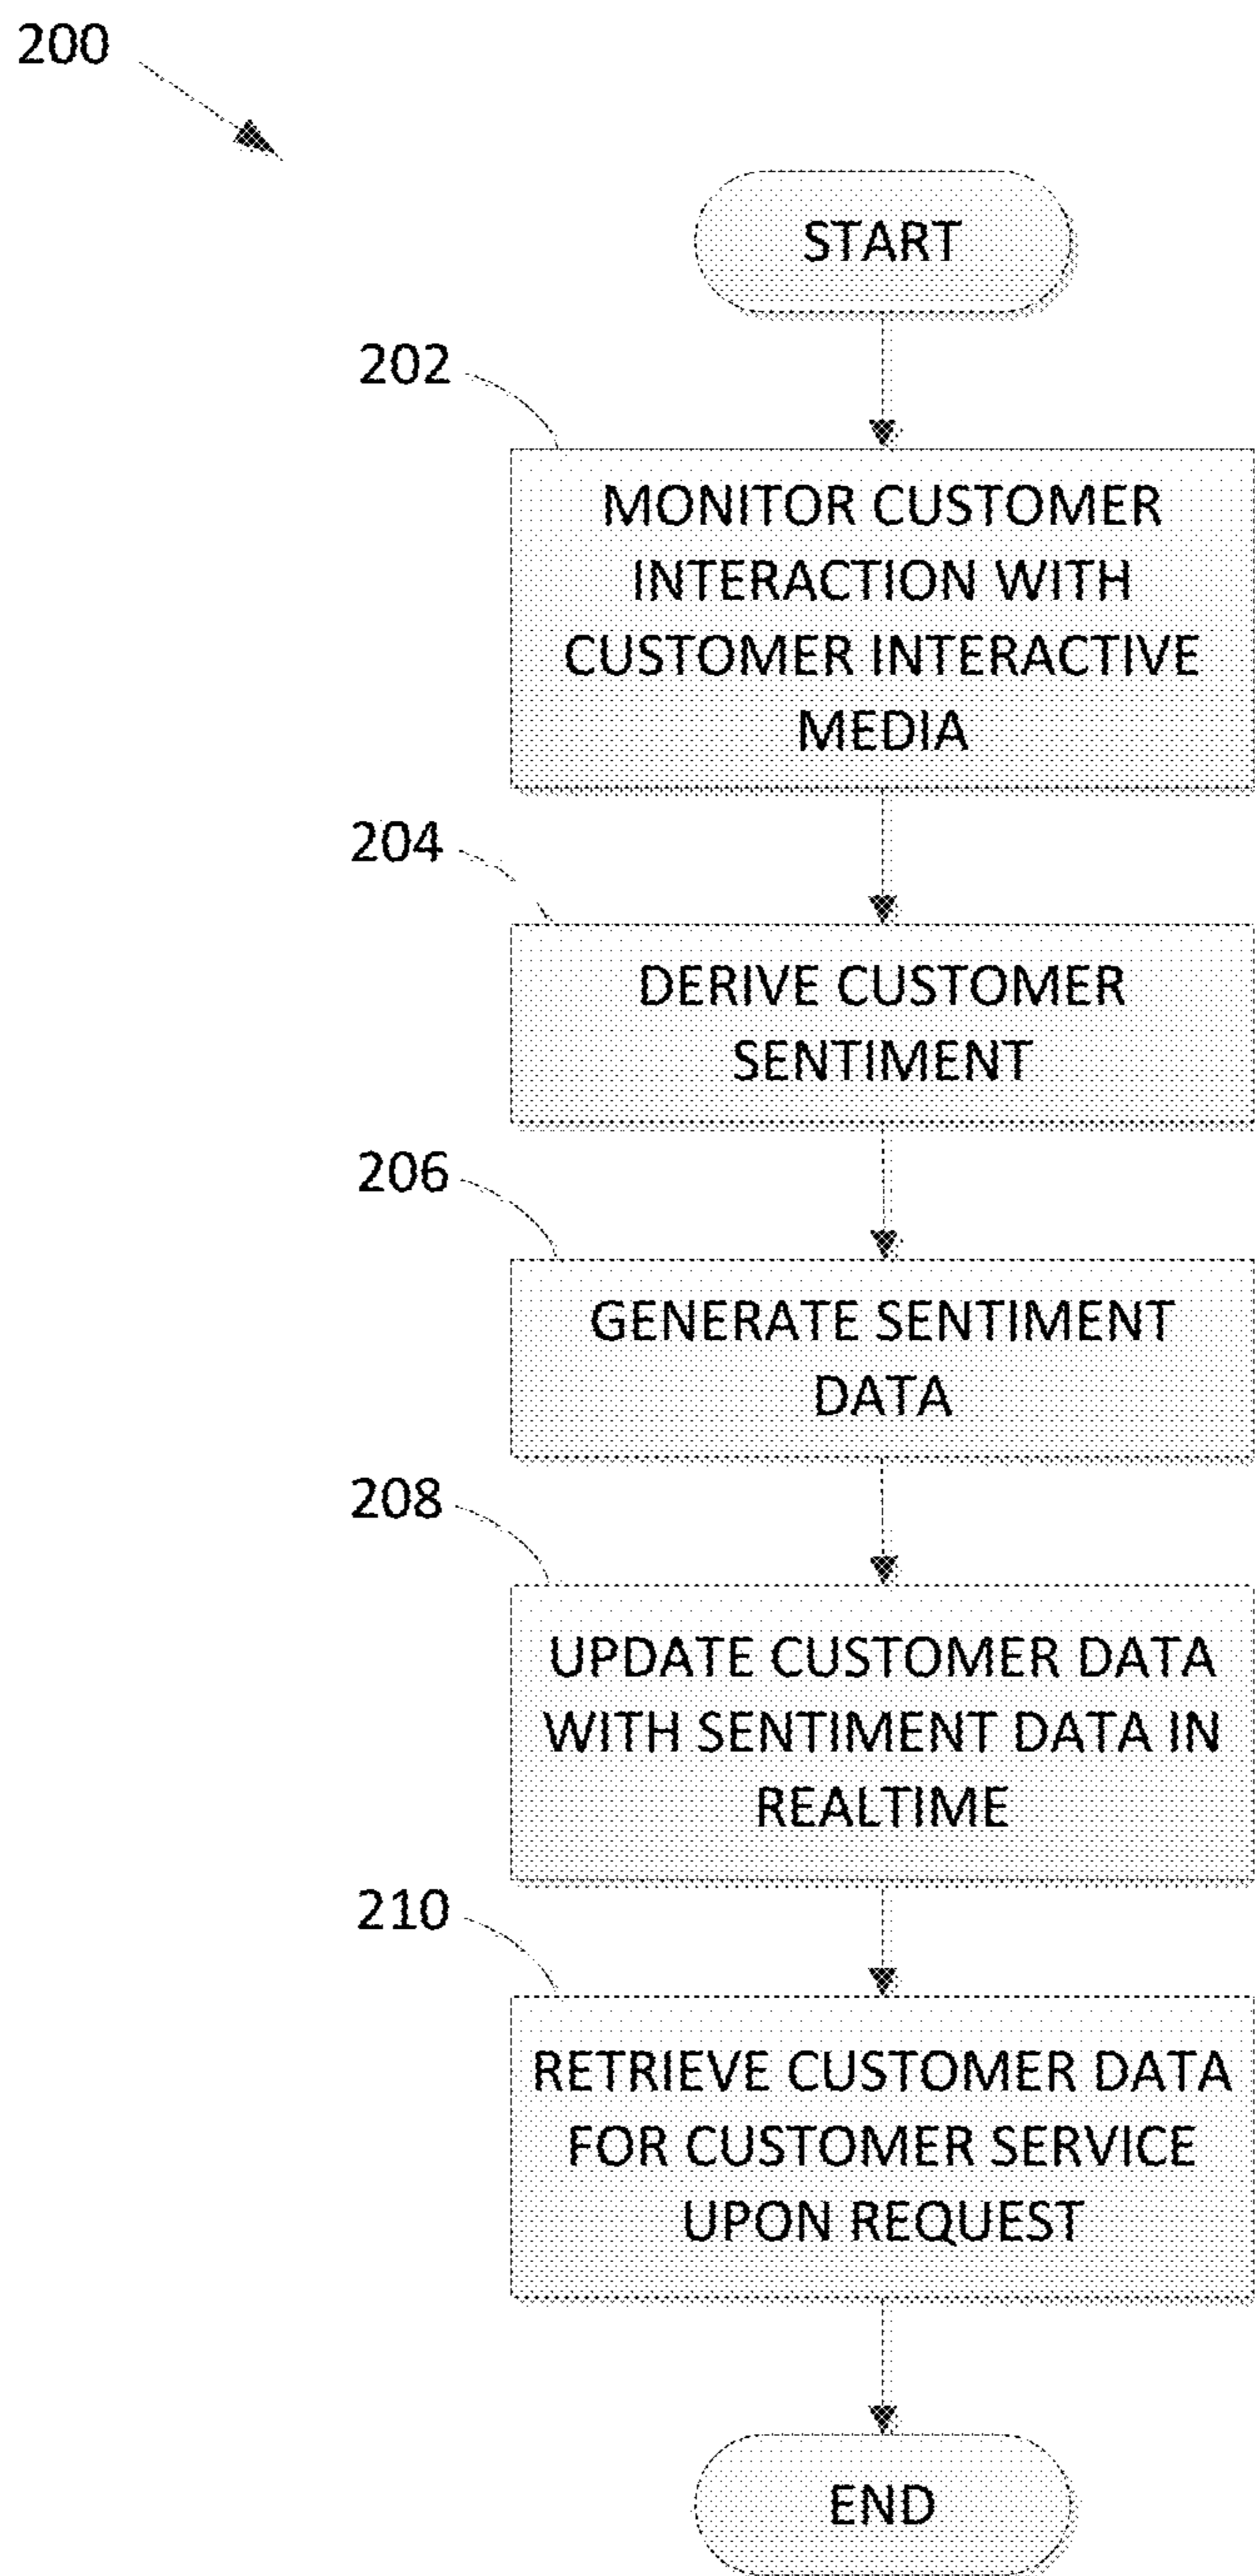 200
START
202
MONITOR CUSTOMER
INTERACTION WITH
CUSTOMER INTERACTIVE
MEDIA
204
DERIVE CUSTOMER
SENTIMENT
206
GENERATE SENTIMENT
DATA
208
UPDATE CUSTOMER DATA
WITH SENTIMENT DATA IN
REALTIME
210
RETRIEVE CUSTOMER DATA
FOR CUSTOMER SERVICE
UPON REQUEST
END